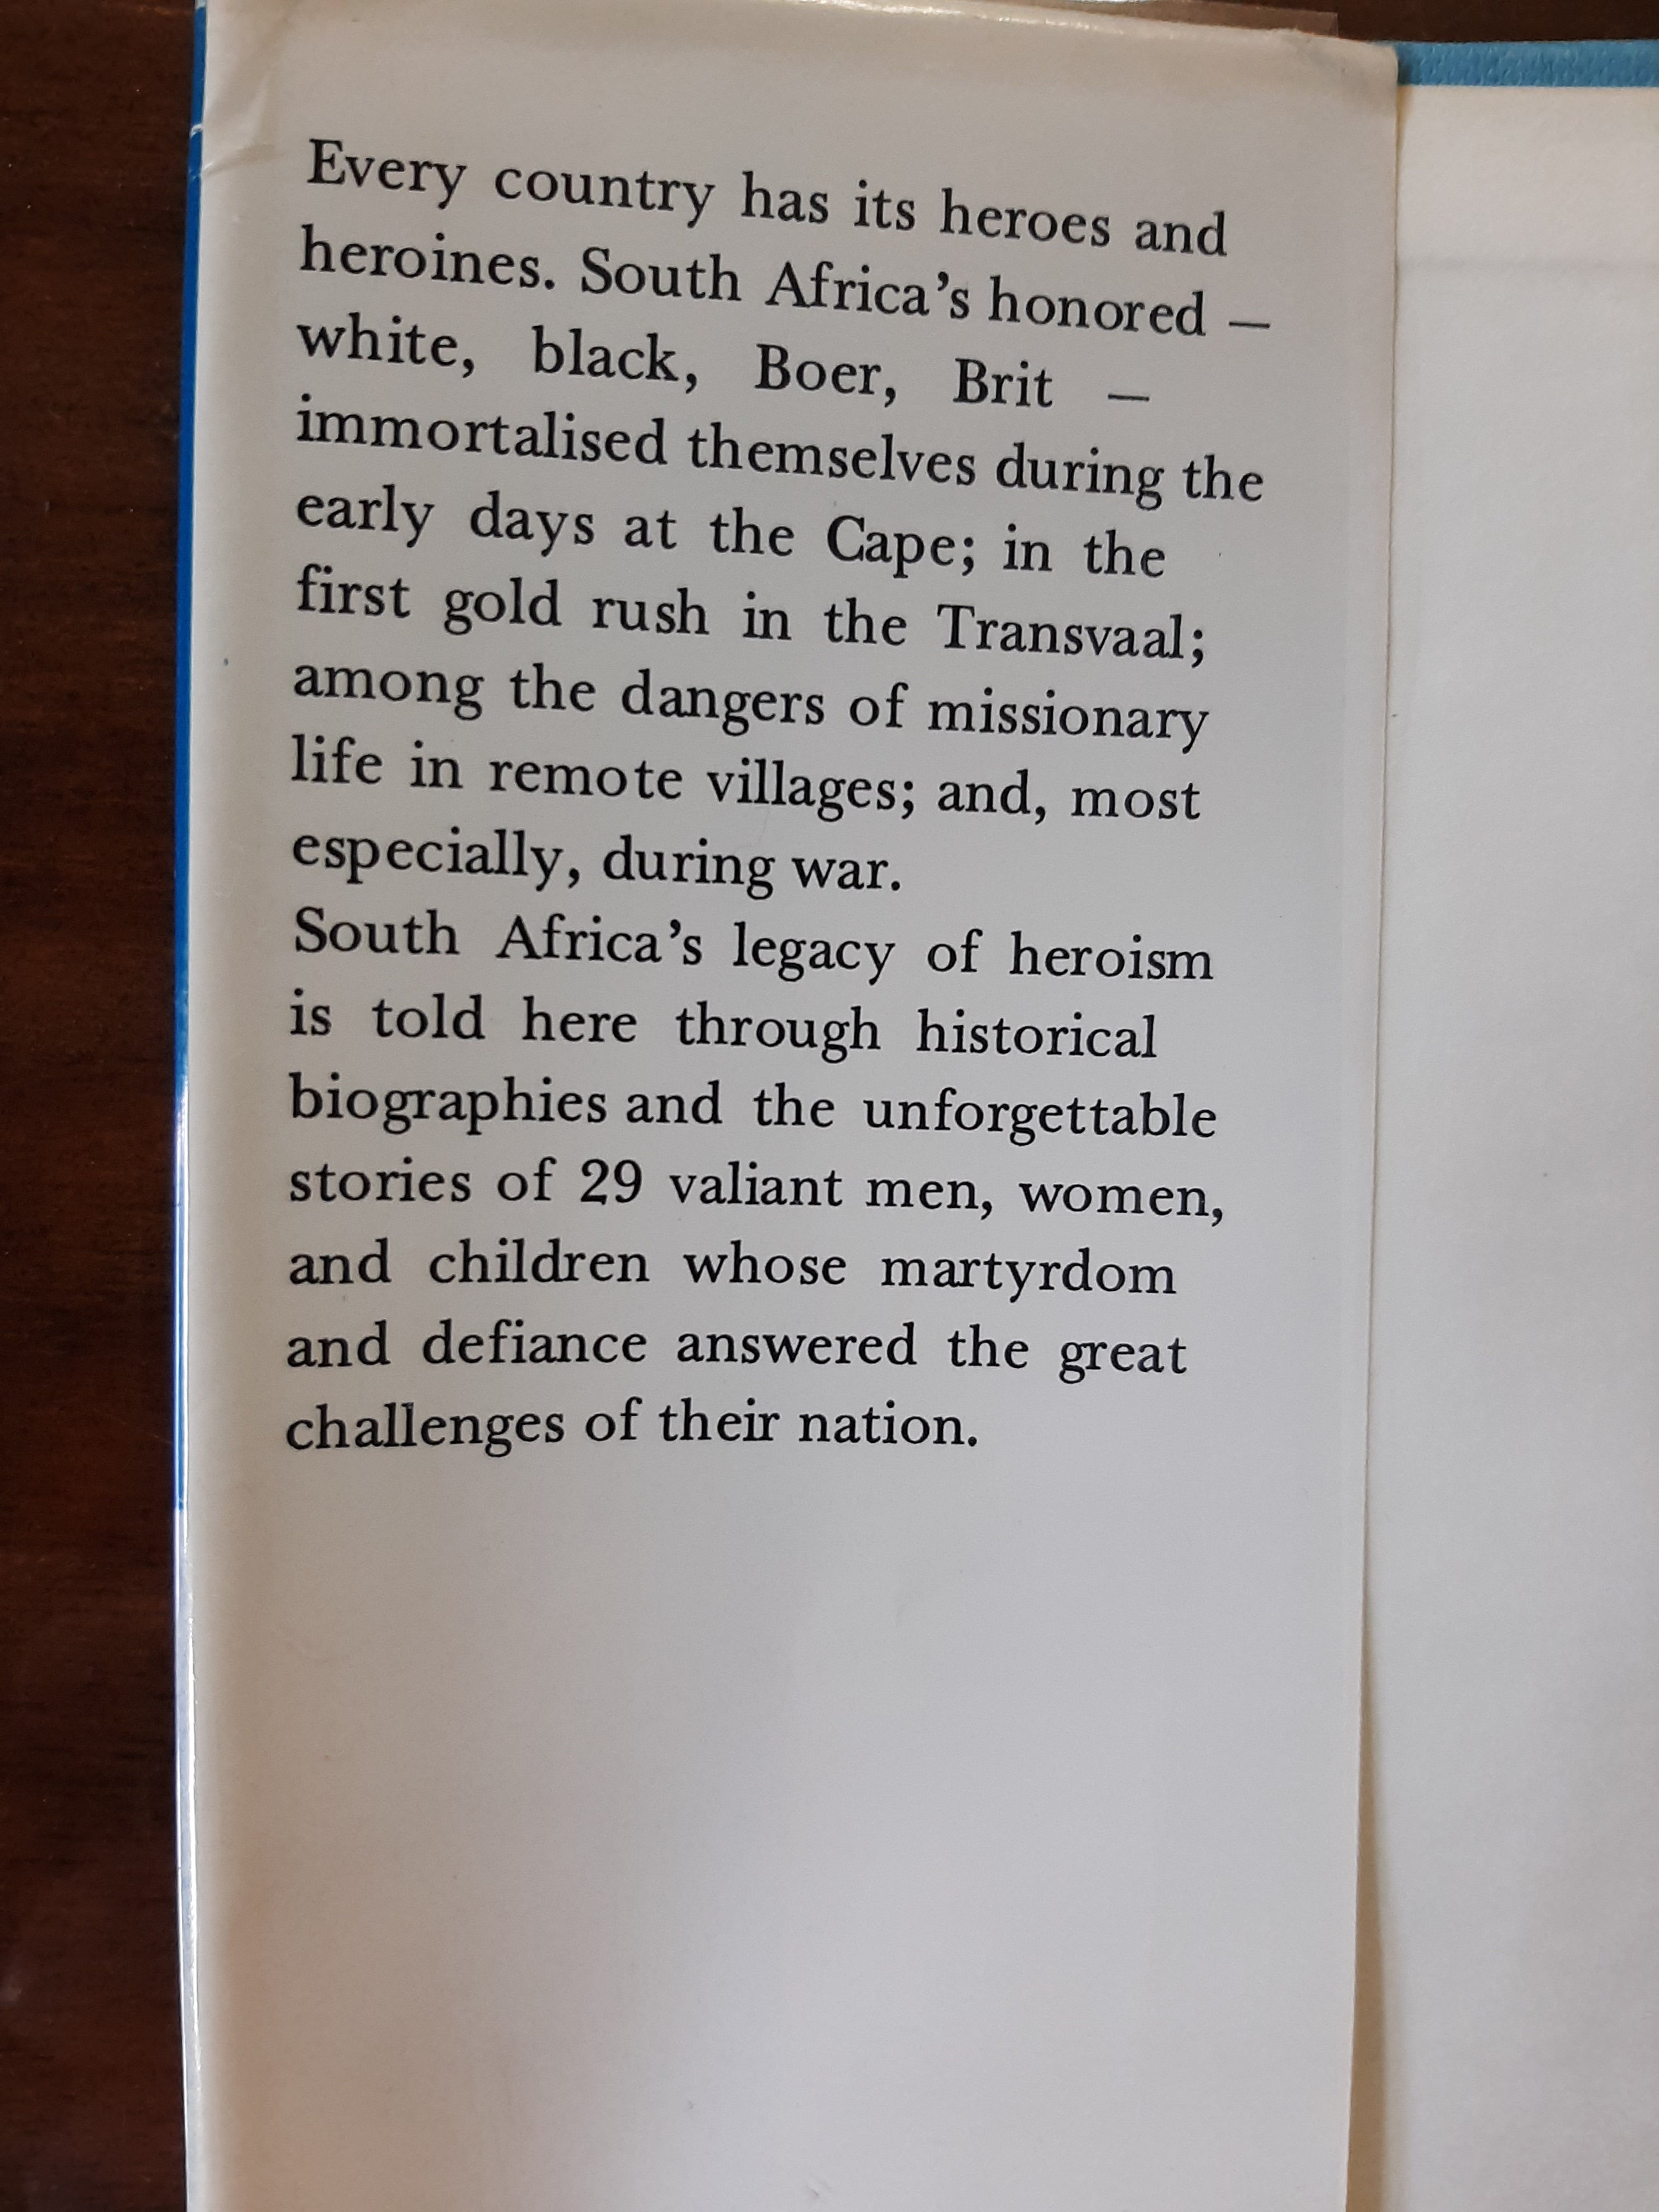 Every country has its heroes and
heroines. South Africa’s honored –
white, black, Boer, Brit –
immortalised themselves during the
early days at the Cape; in the
first gold rush in the Transvaal;
among the dangers of missionary
life in remote villages; and, most
especially, during war.
South Africa’s legacy of heroism
is told here through historical
biographies and the unforgettable
stories of 29 valiant men, women,
and children whose martyrdom
and defiance answered the great
challenges of their nation.